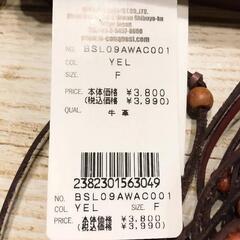 NO. BSL09AWAC001
COL. YEL
SIZE. F
PRICE 本体価格 ¥3,800
(税込価格 ¥3,990)
QUA. 牛革
2382301563049
NO. BSL09AWAC001
COL YEL SIZE F
PRICE 本体価格 ¥3,800
(税込価格 ¥3,990)